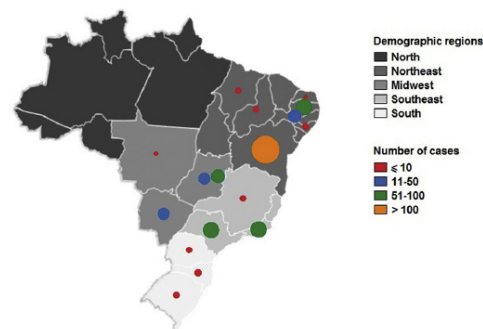 Demographic regions
North
Northeast
Midwest
Southeast
South
Number of cases
⩽ 10
11-50
51-100
> 100